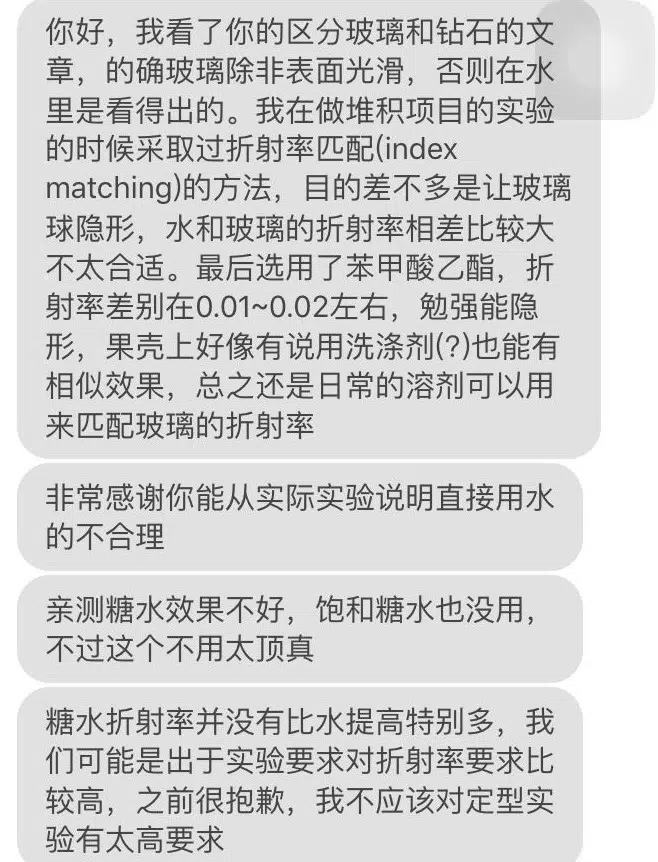 你好，我看了你的区分玻璃和钻石的文
章，的确玻璃除非表面光滑，否则在水
里是看得出的。我在做堆积项目的实验
的时候采取过折射率匹配(index
matching)的方法，目的差不多是让玻璃
球隐形，水和玻璃的折射率相差比较大
不太合适。最后选用了苯甲酸乙酯，折
射率差别在0.01~0.02左右，勉强能隐
形，果壳上好像有说用洗涤剂(?)也能有
相似效果，总之还是日常的溶剂可以用
来匹配玻璃的折射率
非常感谢你能从实际实验说明直接用水
的不合理
亲测糖水效果不好，饱和糖水也没用，
不过这个不用太顶真
糖水折射率并没有比水提高特别多，我
们可能是出于实验要求对折射率要求比
较高，之前很抱歉，我不应该对定型实
验有太高要求